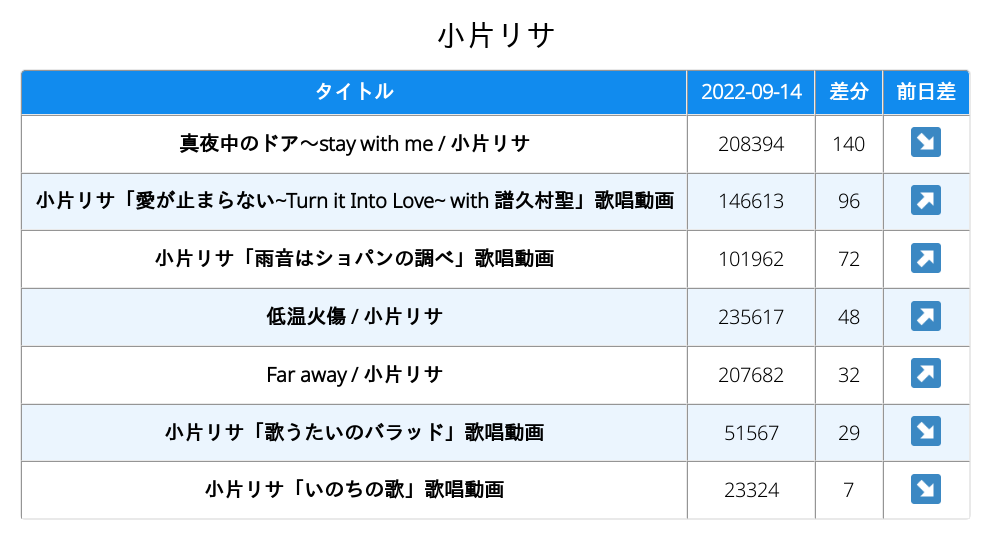 小片リサ
タイトル 2022-09-14 差分 前日差
真夜中のドア〜stay with me / 小片リサ 208394 140 ↘
小片リサ「愛が止まらない~Turn it Into Love~ with 譜久村聖」歌唱動画 146613 96 ↗
小片リサ「雨音はショパンの調べ」歌唱動画 101962 72 ↗
低温火傷 / 小片リサ 235617 48 ↗
Far away / 小片リサ 207682 32 ↗
小片リサ「歌うたいのバラッド」歌唱動画 51567 29 ↘
小片リサ「いのちの歌」歌唱動画 23324 7 ↘